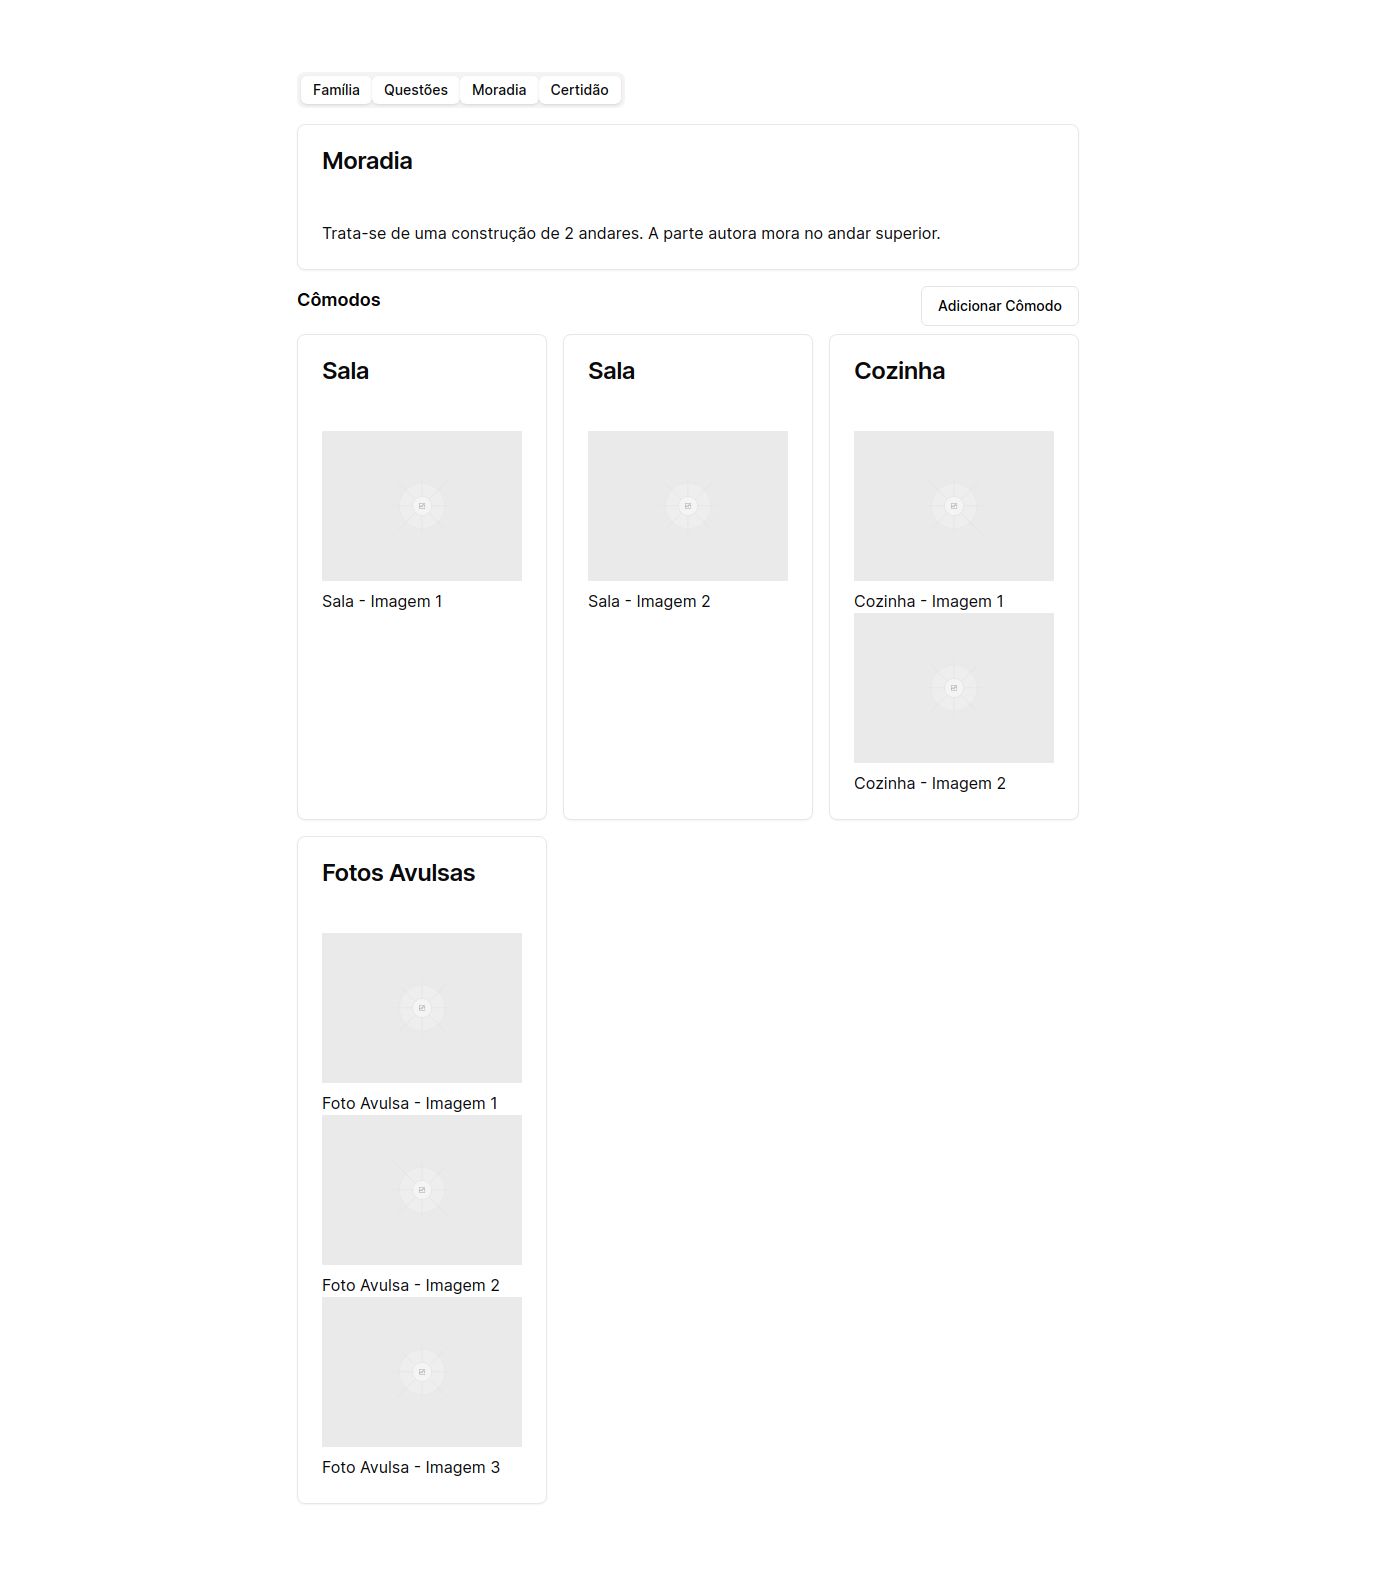 Família Questões Moradia Certidão
Moradia
Trata-se de uma construção de 2 andares. A parte autora mora no andar superior.
Cômodos
Adicionar Cômodo
Sala
Sala - Imagem 1
Sala
Sala - Imagem 2
Cozinha
Cozinha - Imagem 1
Cozinha - Imagem 2
Fotos Avulsas
Foto Avulsa - Imagem 1
Foto Avulsa - Imagem 2
Foto Avulsa - Imagem 3